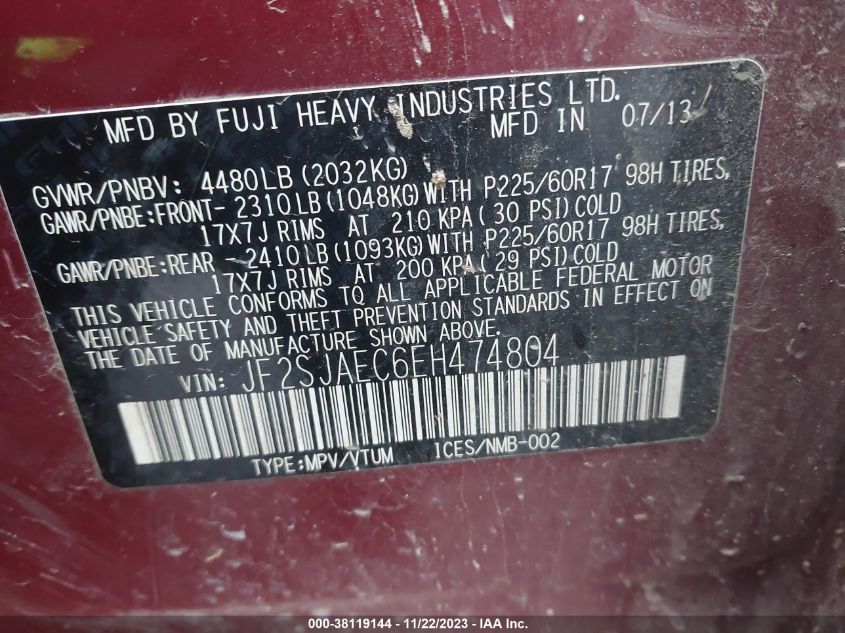 MFD BY FUJI HEAVY INDUSTRIES LTD.
MFD IN 07/13
GVWR/PNBV: 4480LB (2032KG)
GAWR/PNBE:FRONT- 2310LB (1048KG)WITH P225/60R17 98H TIRES,
17X7J RIMS AT 210 KPA (30 PSI) COLD
GAWR/PNBE:REAR -2410LB (1093KG)WITH P225/60R17 98H TIRES,
17X7J RIMS AT 200 KPA (29 PSI) COLD
THIS VEHICLE CONFORMS TO ALL APPLICABLE FEDERAL MOTOR
VEHICLE SAFETY AND THEFT PREVENTION STANDARDS IN EFFECT ON
THE DATE OF MANUFACTURE SHOWN ABOVE.
VIN: JF2SJAEC6EH474804
TYPE:MPV/VTUM ICES/NMB-002
000-38119144 - 11/22/2023 - IAA Inc.